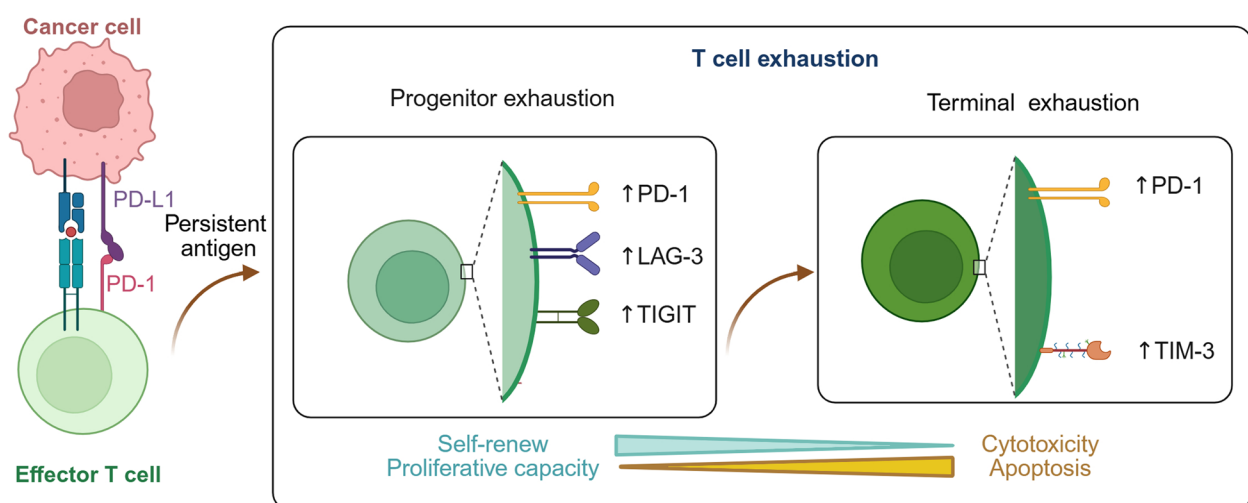 Cancer cell
PD-L1
PD-1
Effector T cell
Persistent
antigen
T cell exhaustion
Progenitor exhaustion
↑PD-1
↑LAG-3
↑TIGIT
Terminal exhaustion
↑PD-1
↑TIM-3
Self-renew
Proliferative capacity
Cytotoxicity
Apoptosis